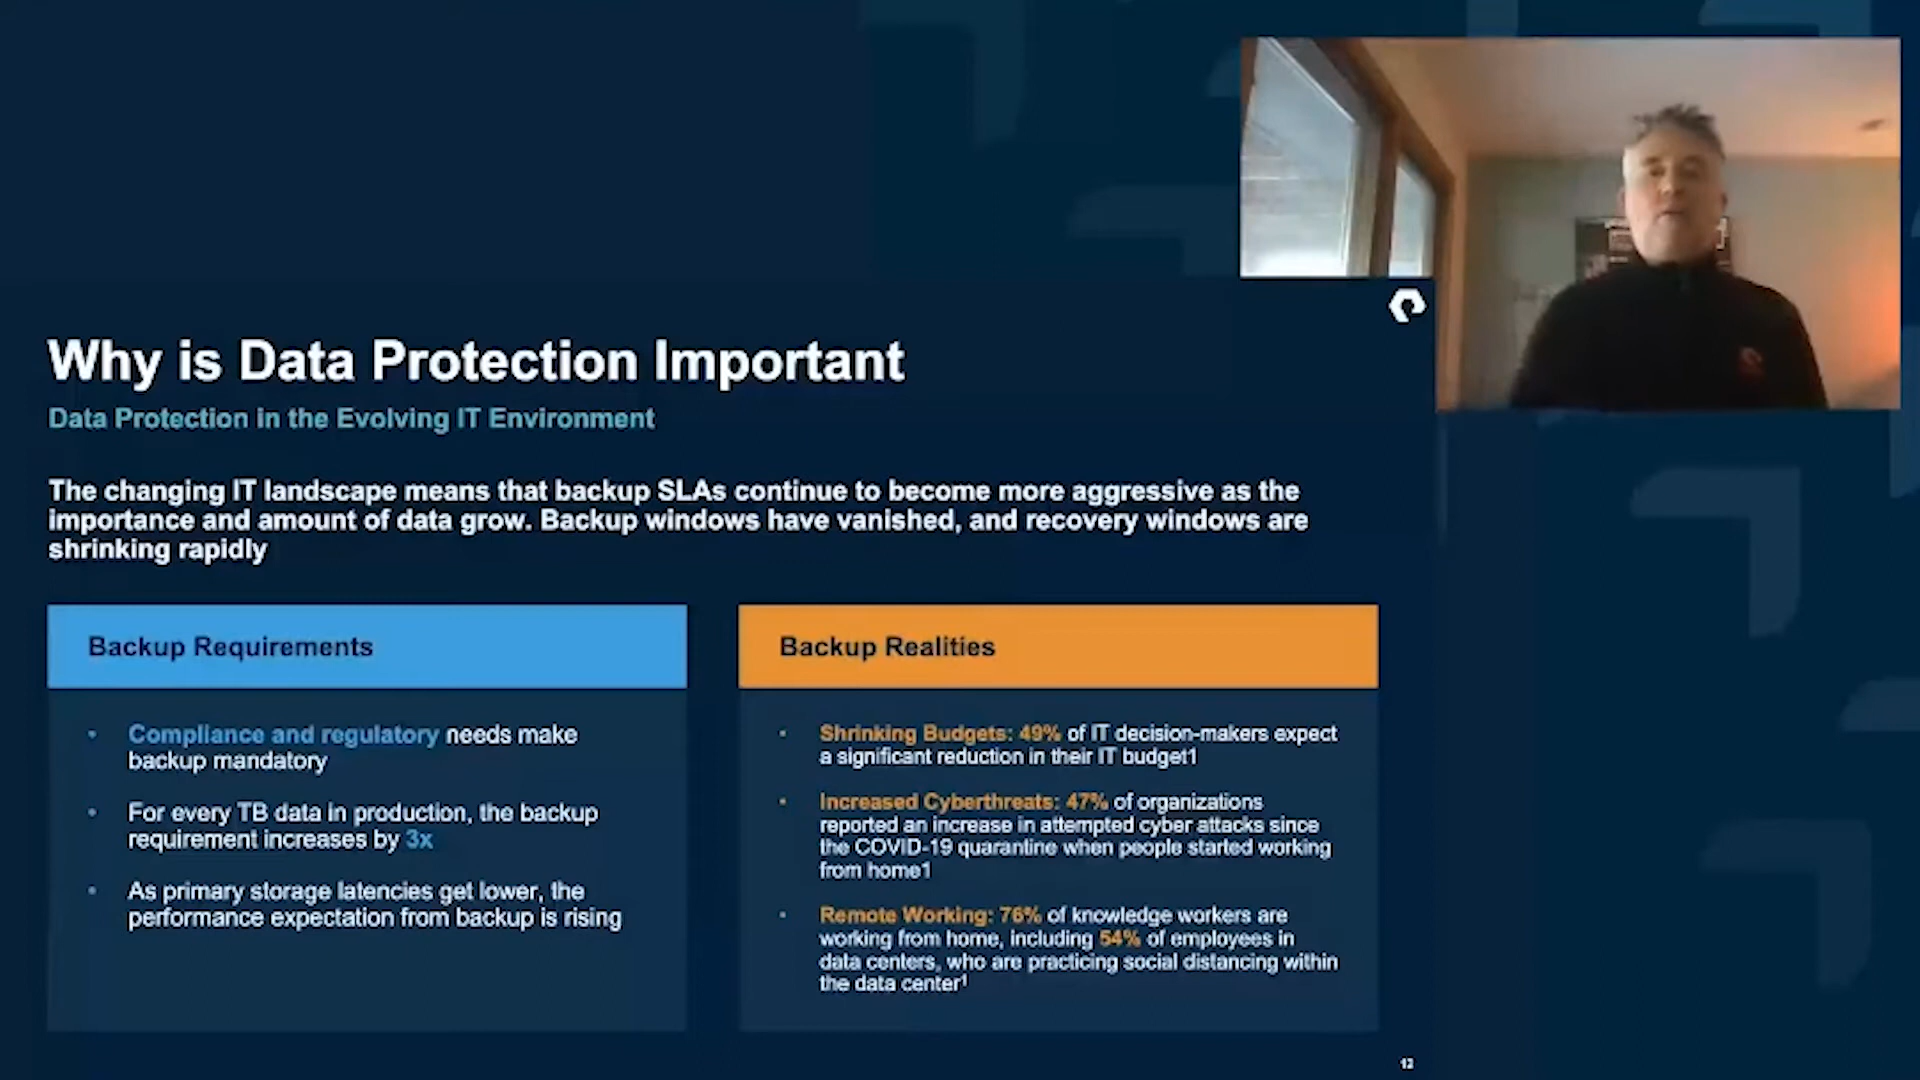 Why is Data Protection Important
Data Protection in the Evolving IT Environment
The changing IT landscape means that backup SLAs continue to become more aggressive as the
importance and amount of data grow. Backup windows have vanished, and recovery windows are
shrinking rapidly
Backup Requirements
• Compliance and regulatory needs make
backup mandatory
• For every TB data in production, the backup
requirement increases by 3x
• As primary storage latencies get lower, the
performance expectation from backup is rising
Backup Realities
• Shrinking Budgets: 49% of IT decision-makers expect
a significant reduction in their IT budget1
• Increased Cyberthreats: 47% of organizations
reported an increase in attempted cyber attacks since
the COVID-19 quarantine when people started working
from home1
• Remote Working: 76% of knowledge workers are
working from home, including 54% of employees in
data centers, who are practicing social distancing within
the data center¹
12